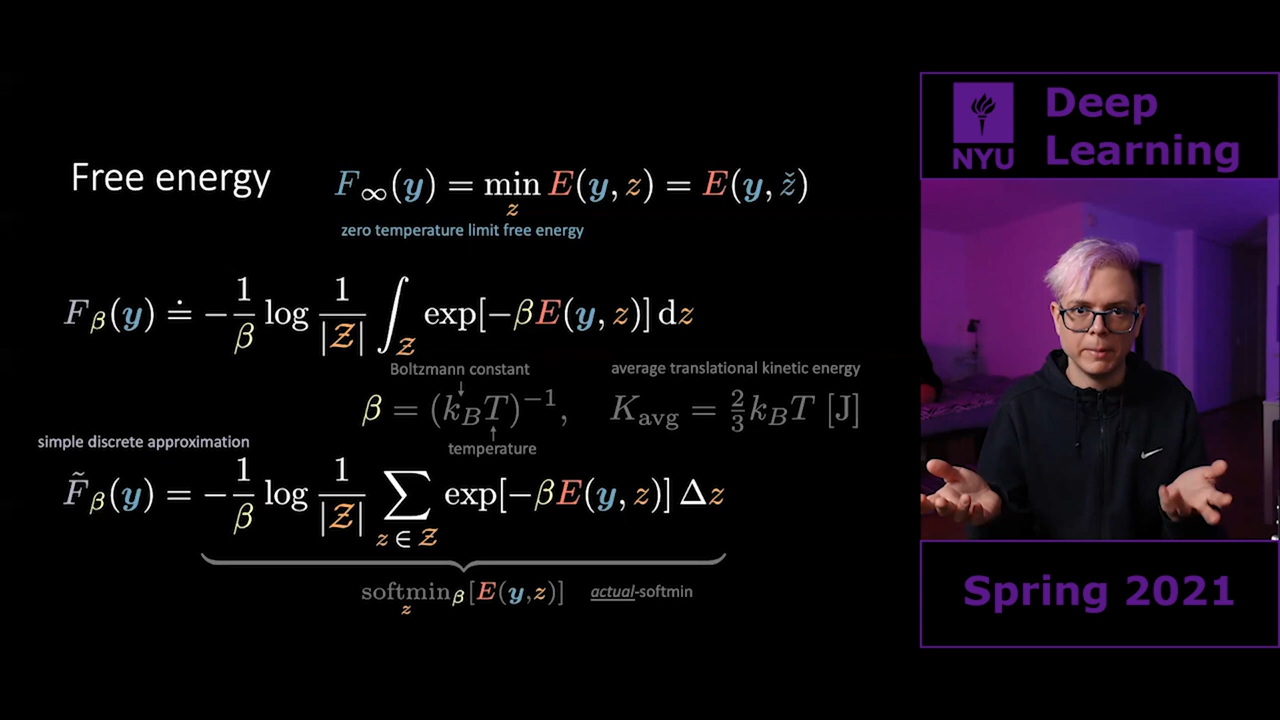 Free energy
F∞(y) = min_z E(y, z) = E(y, ž)
zero temperature limit free energy
F_β(y) ≐ −1/β log 1/|𝒵| ∫_𝒵 exp[−βE(y, z)] dz
Boltzmann constant
average translational kinetic energy
β = (k_B T)⁻¹, K_avg = 2/3 k_B T [J]
temperature
simple discrete approximation
F̃_β(y) = −1/β log 1/|𝒵| ∑_{z ∈ 𝒵} exp[−βE(y, z)] Δz
softmin_z β[E(y,z)] actual-softmin
NYU
Deep
Learning
Spring 2021